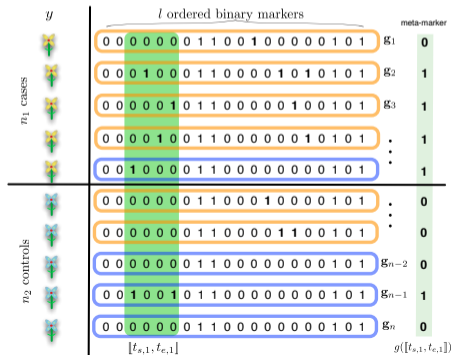 y l ordered binary markers meta-marker
0 0 0 0 0 0 0 1 1 0 0 1 0 0 0 0 0 1 0 1 g₁ 0
0 0 0 1 0 0 0 1 1 0 0 0 0 1 0 1 0 1 0 1 g₂ 1
n₁ cases
0 0 0 0 0 1 0 1 1 0 0 0 0 0 1 0 0 1 0 1 g₃ 1
0 0 0 0 1 0 0 1 1 0 0 0 0 0 0 1 0 1 0 1 1
0 0 1 0 0 0 0 1 1 0 0 0 0 0 0 0 0 1 0 1 1
0 0 0 0 0 0 0 1 1 0 0 0 1 0 0 0 0 1 0 1 0
0 0 0 0 0 0 0 1 1 0 0 0 0 1 1 0 0 1 0 1 0
n₂ controls
0 0 0 0 0 0 0 1 1 0 0 0 0 0 0 0 0 1 0 1 gₙ₋₂ 0
0 0 1 0 0 1 0 1 1 0 0 0 0 0 0 0 0 1 0 1 gₙ₋₁ 1
0 0 0 0 0 0 0 1 1 0 0 0 0 0 0 0 0 1 0 1 gₙ 0
⟦t_{s,1}, t_{e,1}⟧ g(⟦t_{s,1}, t_{e,1}⟧)